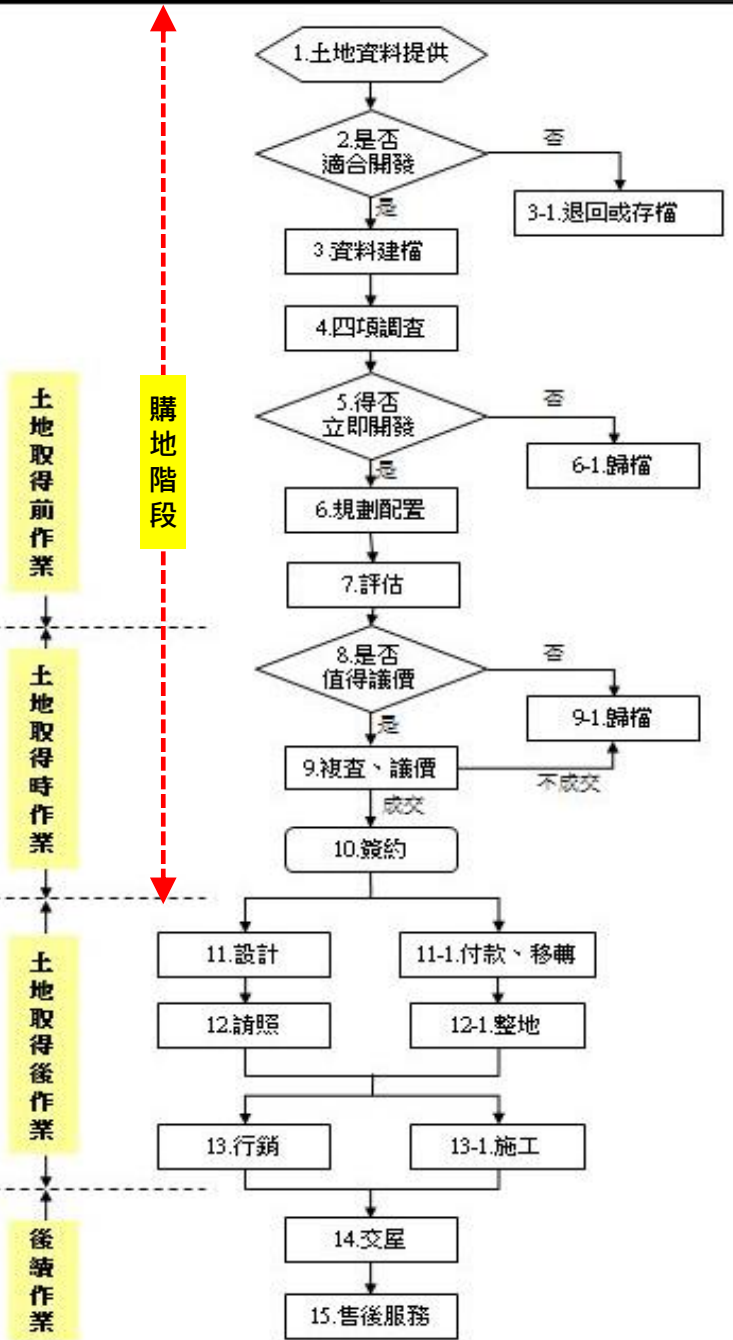 1.土地資料提供
2.是否
適合開發
否
是
3-1.退回或存檔
3.資料建檔
4.四項調查
5.得否
立即開發
否
是
6-1.歸檔
6.規劃配置
7.評估
8.是否
值得議價
否
是
9-1.歸檔
9.複查、議價
不成交
成交
10.簽約
11.設計
11-1.付款、移轉
12.請照
12-1.整地
13.行銷
13-1.施工
14.交屋
15.售後服務
購地階段
土地取得前作業
土地取得時作業
土地取得後作業
後續作業